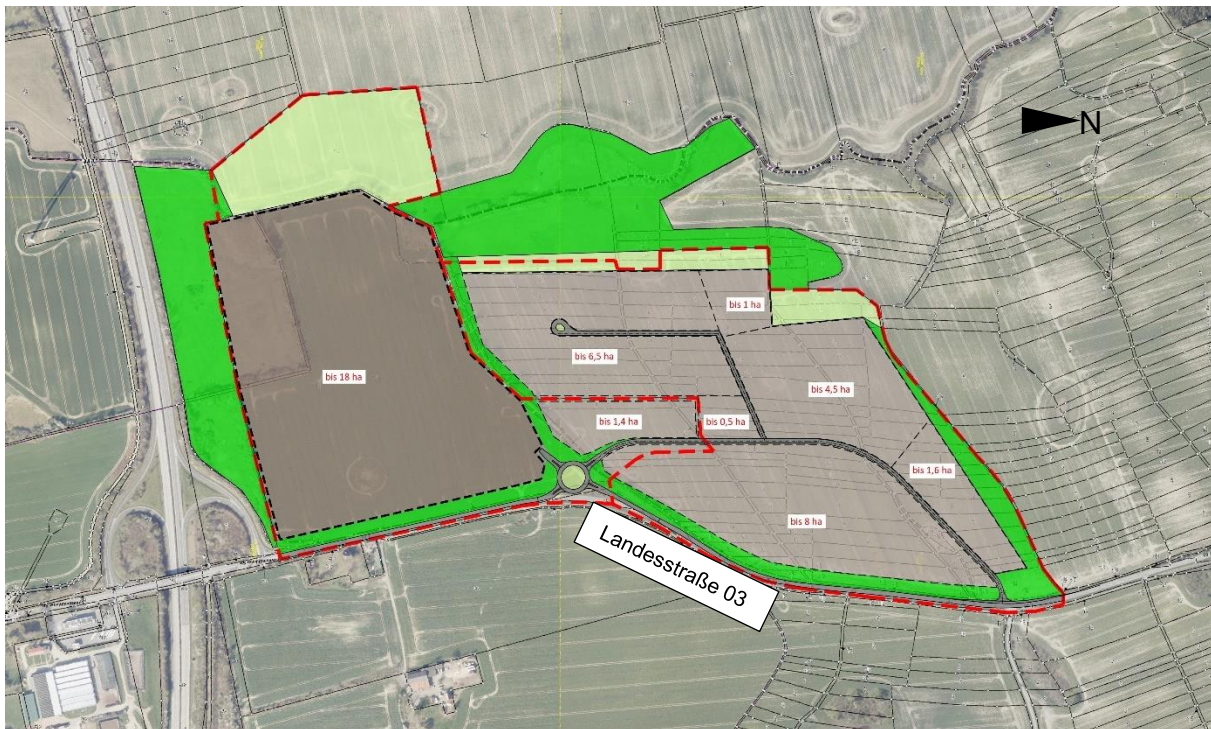 N
bis 1 ha
bis 6,5 ha
bis 18 ha
bis 4,5 ha
bis 1,4 ha
bis 0,5 ha
bis 1,6 ha
bis 8 ha
Landesstraße 03